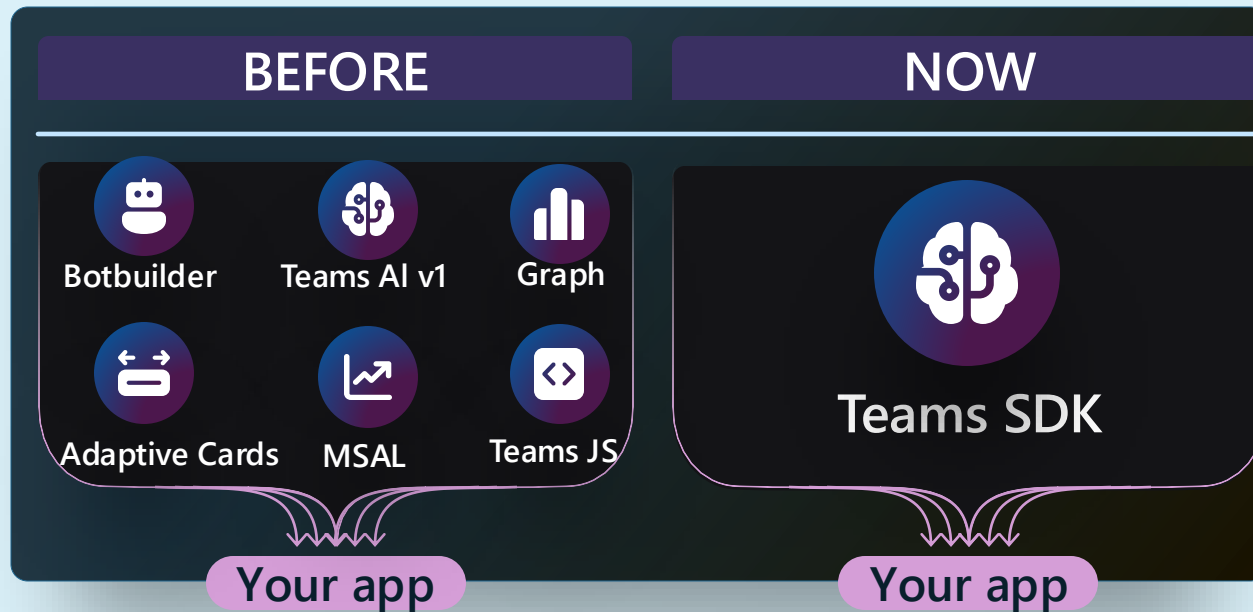 BEFORE
NOW
Botbuilder
Teams AI v1
Graph
Adaptive Cards
MSAL
Teams JS
Teams SDK
Your app
Your app